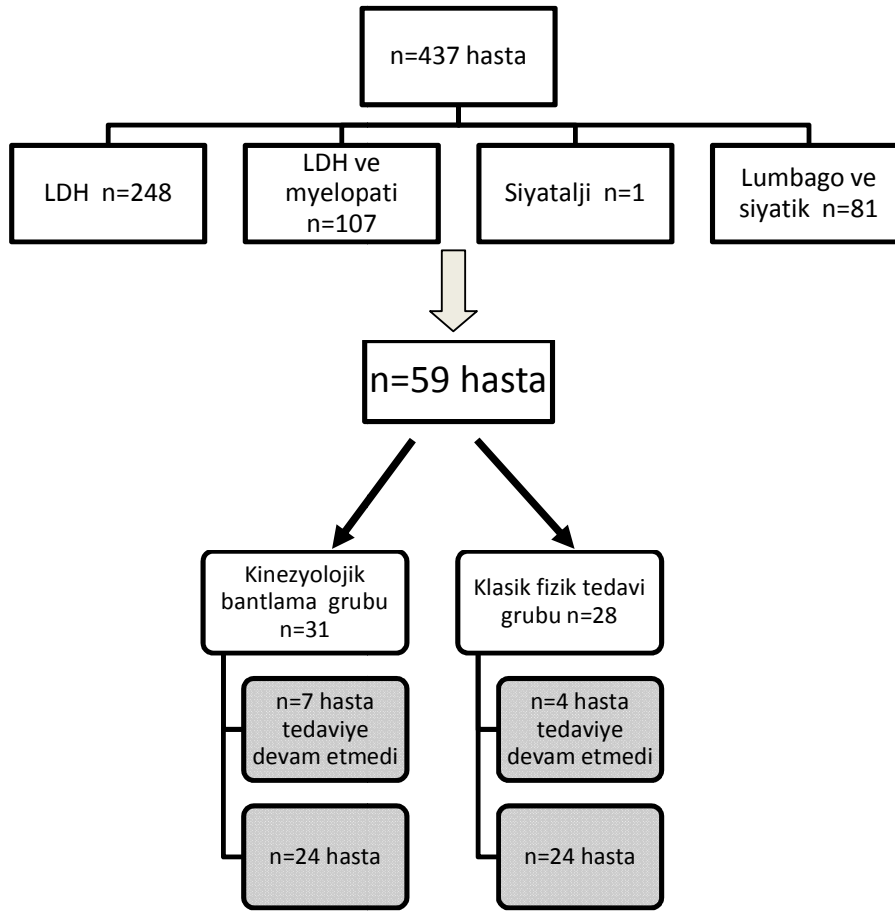 n=437 hasta
LDH n=248
LDH ve
myelopati
n=107
Siyatalji n=1
Lumbago ve
siyatik n=81
n=59 hasta
Kinezyolojik
bantlama grubu
n=31
Klasik fizik tedavi
grubu n=28
n=7 hasta
tedaviye
devam etmedi
n=4 hasta
tedaviye
devam etmedi
n=24 hasta
n=24 hasta